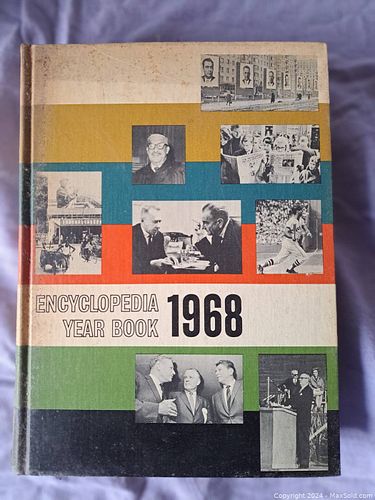 ENCYCLOPEDIA
YEAR BOOK 1968
Copyright © 2024 - MaxSold.com